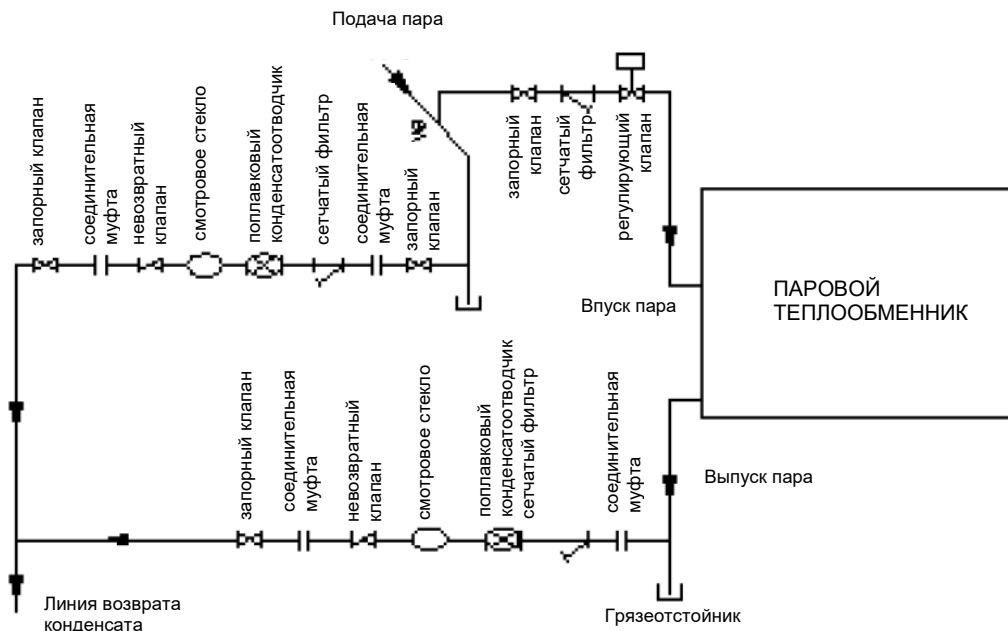 Подача пара
запорный клапан
соединительная
муфта
невозвратный
клапан
смотровое стекло
поплавковый
конденсатоотводчик
сетчатый фильтр
соединительная
муфта
запорный
клапан
запорный
клапан
сетчатый
фильтр
регулирующий
клапан
Впуск пара
ПАРОВОЙ
ТЕПЛООБМЕННИК
запорный клапан
соединительная
муфта
невозвратный
клапан
смотровое стекло
поплавковый
конденсатоотводчик
сетчатый фильтр
соединительная
муфта
Выпуск пара
Линия возврата
конденсата
Грязеотстойник